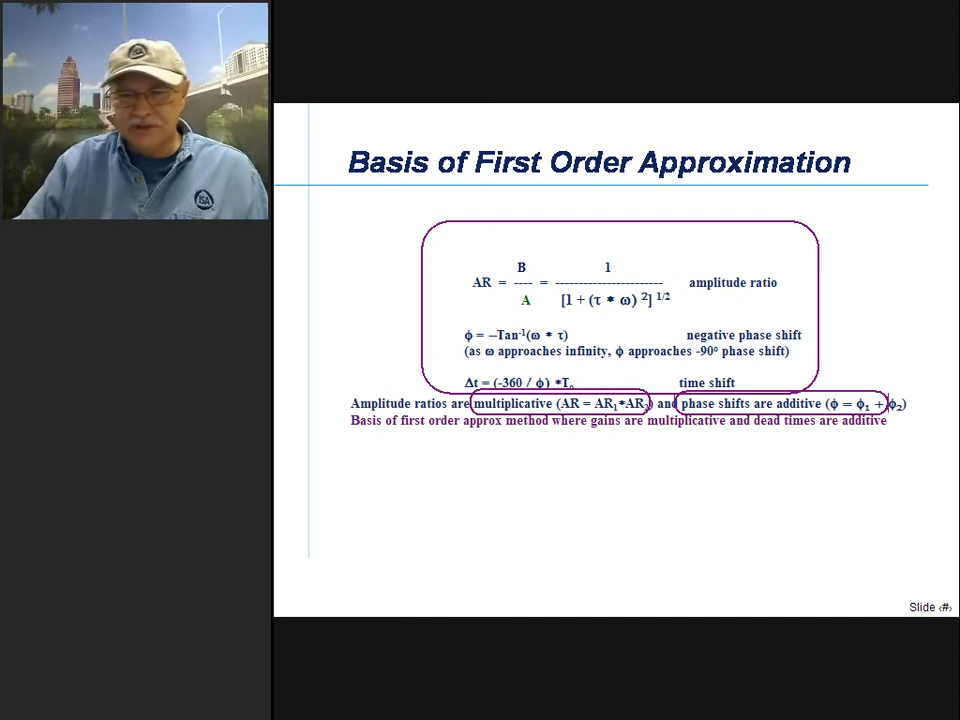 ISA
Basis of First Order Approximation
B 1
AR = ---- = ----------------------- amplitude ratio
A [1 + (τ * ω) ²] ^1/2
ϕ = –Tan⁻¹(ω * τ) negative phase shift
(as ω approaches infinity, ϕ approaches -90° phase shift)
Δt = (-360 / ϕ) *Tₒ time shift
Amplitude ratios are multiplicative (AR = AR₁*AR₂) and phase shifts are additive (ϕ = ϕ₁ + ϕ₂)
Basis of first order approx method where gains are multiplicative and dead times are additive
Slide ‹#›